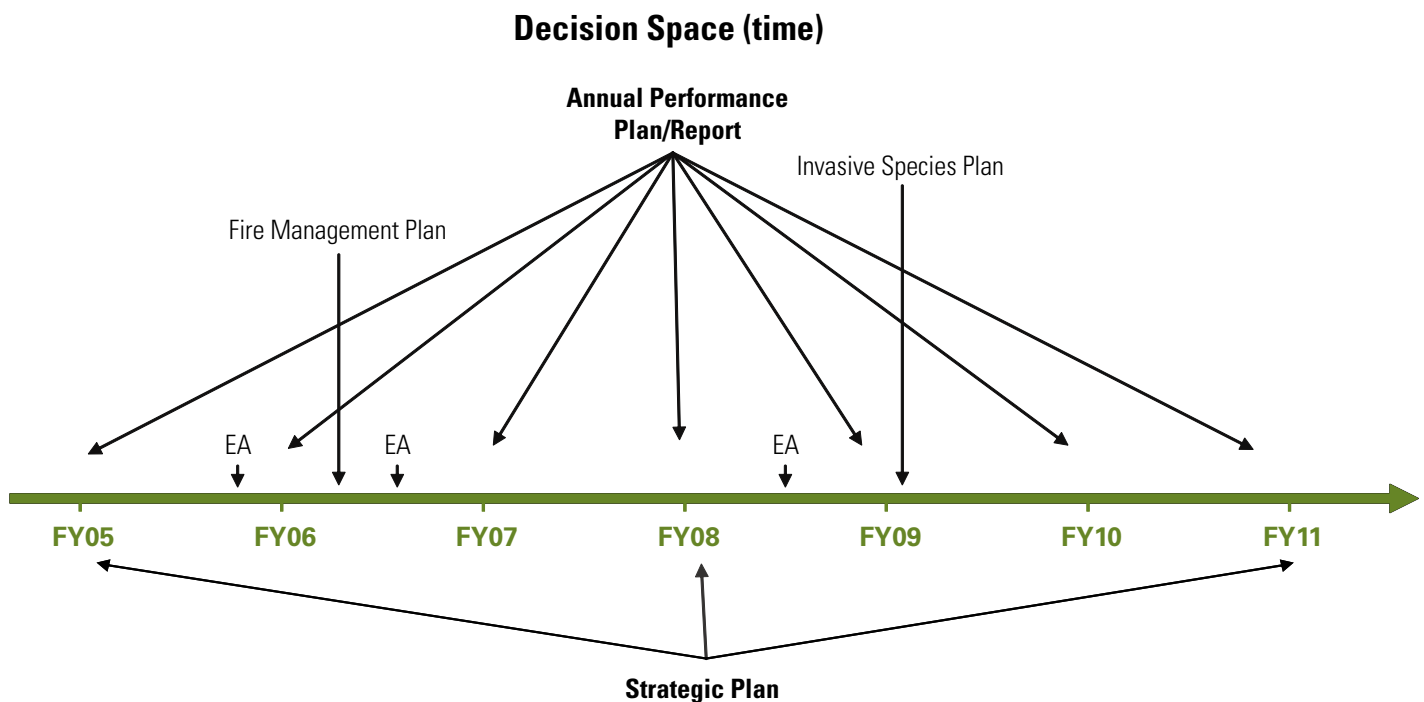 Decision Space (time)
Annual Performance
Plan/Report
Invasive Species Plan
Fire Management Plan
EA
EA
EA
FY05
FY06
FY07
FY08
FY09
FY10
FY11
Strategic Plan